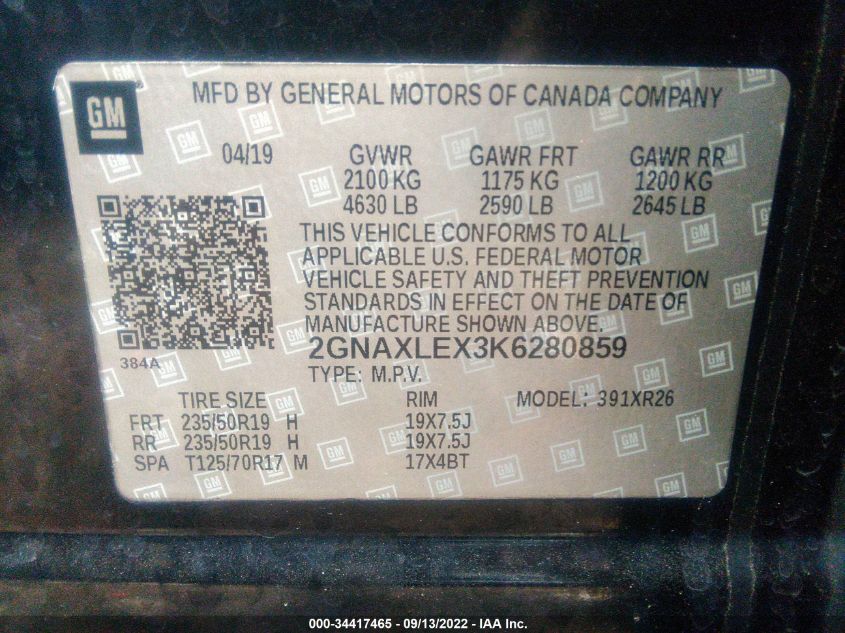 GM
MFD BY GENERAL MOTORS OF CANADA COMPANY
04/19 GVWR GAWR FRT GAWR RR
2100 KG 1175 KG 1200 KG
4630 LB 2590 LB 2645 LB
THIS VEHICLE CONFORMS TO ALL
APPLICABLE U.S. FEDERAL MOTOR
VEHICLE SAFETY AND THEFT PREVENTION
STANDARDS IN EFFECT ON THE DATE OF
MANUFACTURE SHOWN ABOVE.
384A
2GNAXLEX3K6280859
TYPE: M.P.V.
TIRE SIZE RIM MODEL: 391XR26
FRT 235/50R19 H 19X7.5J
RR 235/50R19 H 19X7.5J
SPA T125/70R17 M 17X4BT
000-34417465 - 09/13/2022 - IAA Inc.